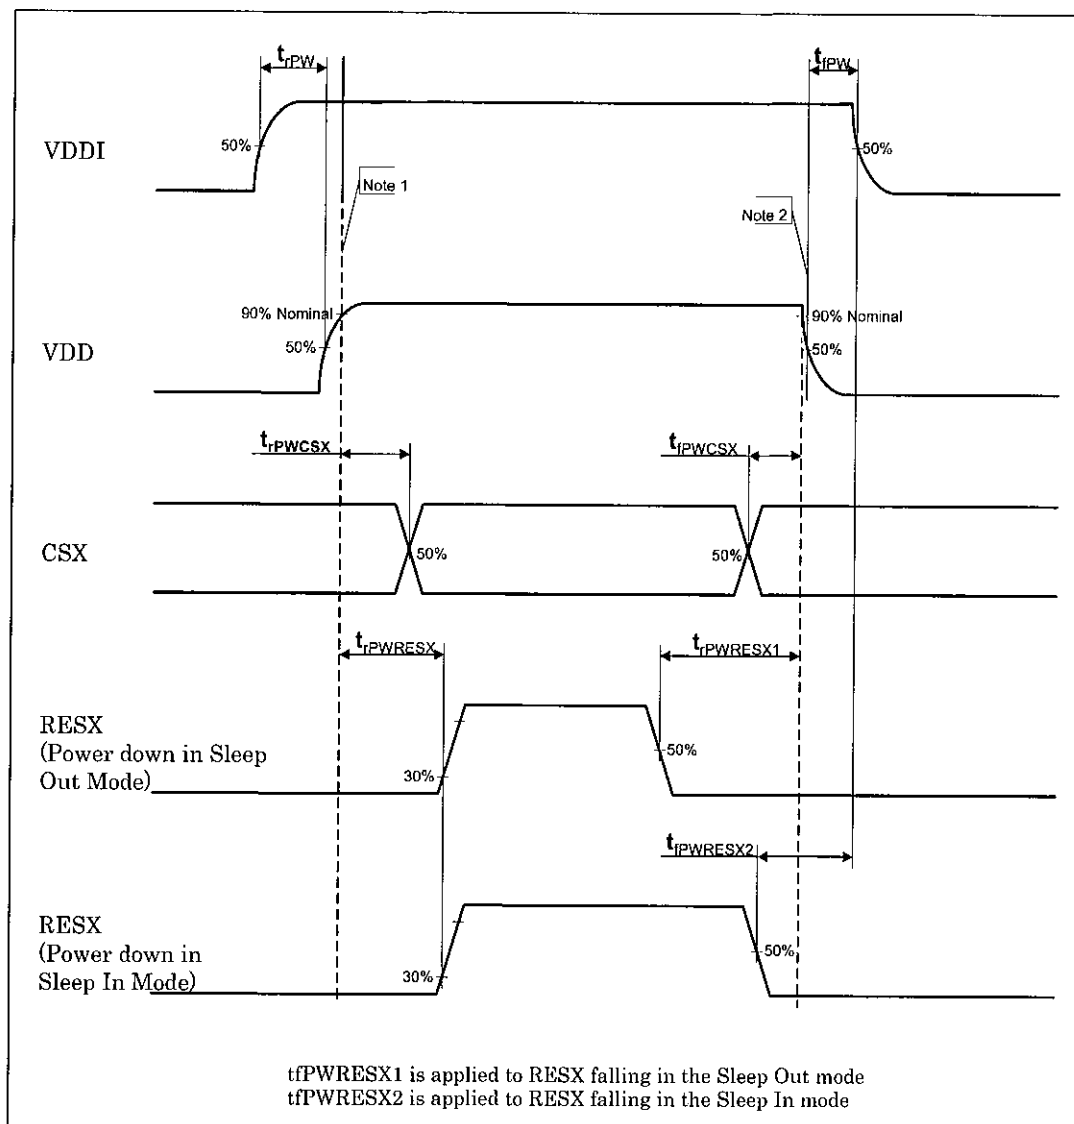 trPW
tfPW
VDDI
50%
50%
Note 1
Note 2
90% Nominal
90% Nominal
VDD
50%
50%
trPWCSX
tfPWCSX
CSX
50%
50%
trPWRESX
trPWRESX1
RESX
(Power down in Sleep
Out Mode)
30%
50%
tfPWRESX2
RESX
(Power down in
Sleep In Mode)
30%
50%
tfPWRESX1 is applied to RESX falling in the Sleep Out mode
tfPWRESX2 is applied to RESX falling in the Sleep In mode